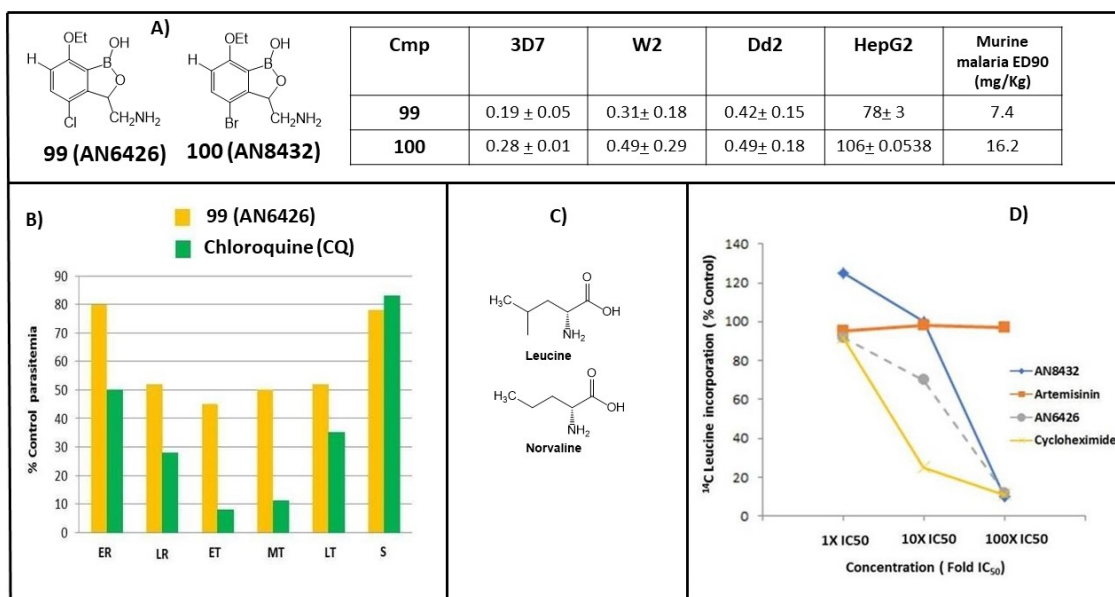 A)
OEt
OH
H
B
O
Cl
CH2NH2
99 (AN6426)
OEt
OH
H
B
O
Br
CH2NH2
100 (AN8432)
Cmp 3D7 W2 Dd2 HepG2 Murine malaria ED90 (mg/Kg)
99 0.19 ± 0.05 0.31± 0.18 0.42± 0.15 78± 3 7.4
100 0.28 ± 0.01 0.49± 0.29 0.49± 0.18 106± 0.0538 16.2
B)
99 (AN6426)
Chloroquine (CQ)
% Control parasitemia
90
80
70
60
50
40
30
20
10
0
ER LR ET MT LT S
C)
H3C
CH3
O
OH
NH2
Leucine
H3C
O
OH
NH2
Norvaline
D)
14C Leucine incorporation (% Control)
140
120
100
80
60
40
20
0
AN8432
Artemisinin
AN6426
Cycloheximide
1X IC50 10X IC50 100X IC50
Concentration ( Fold IC50)